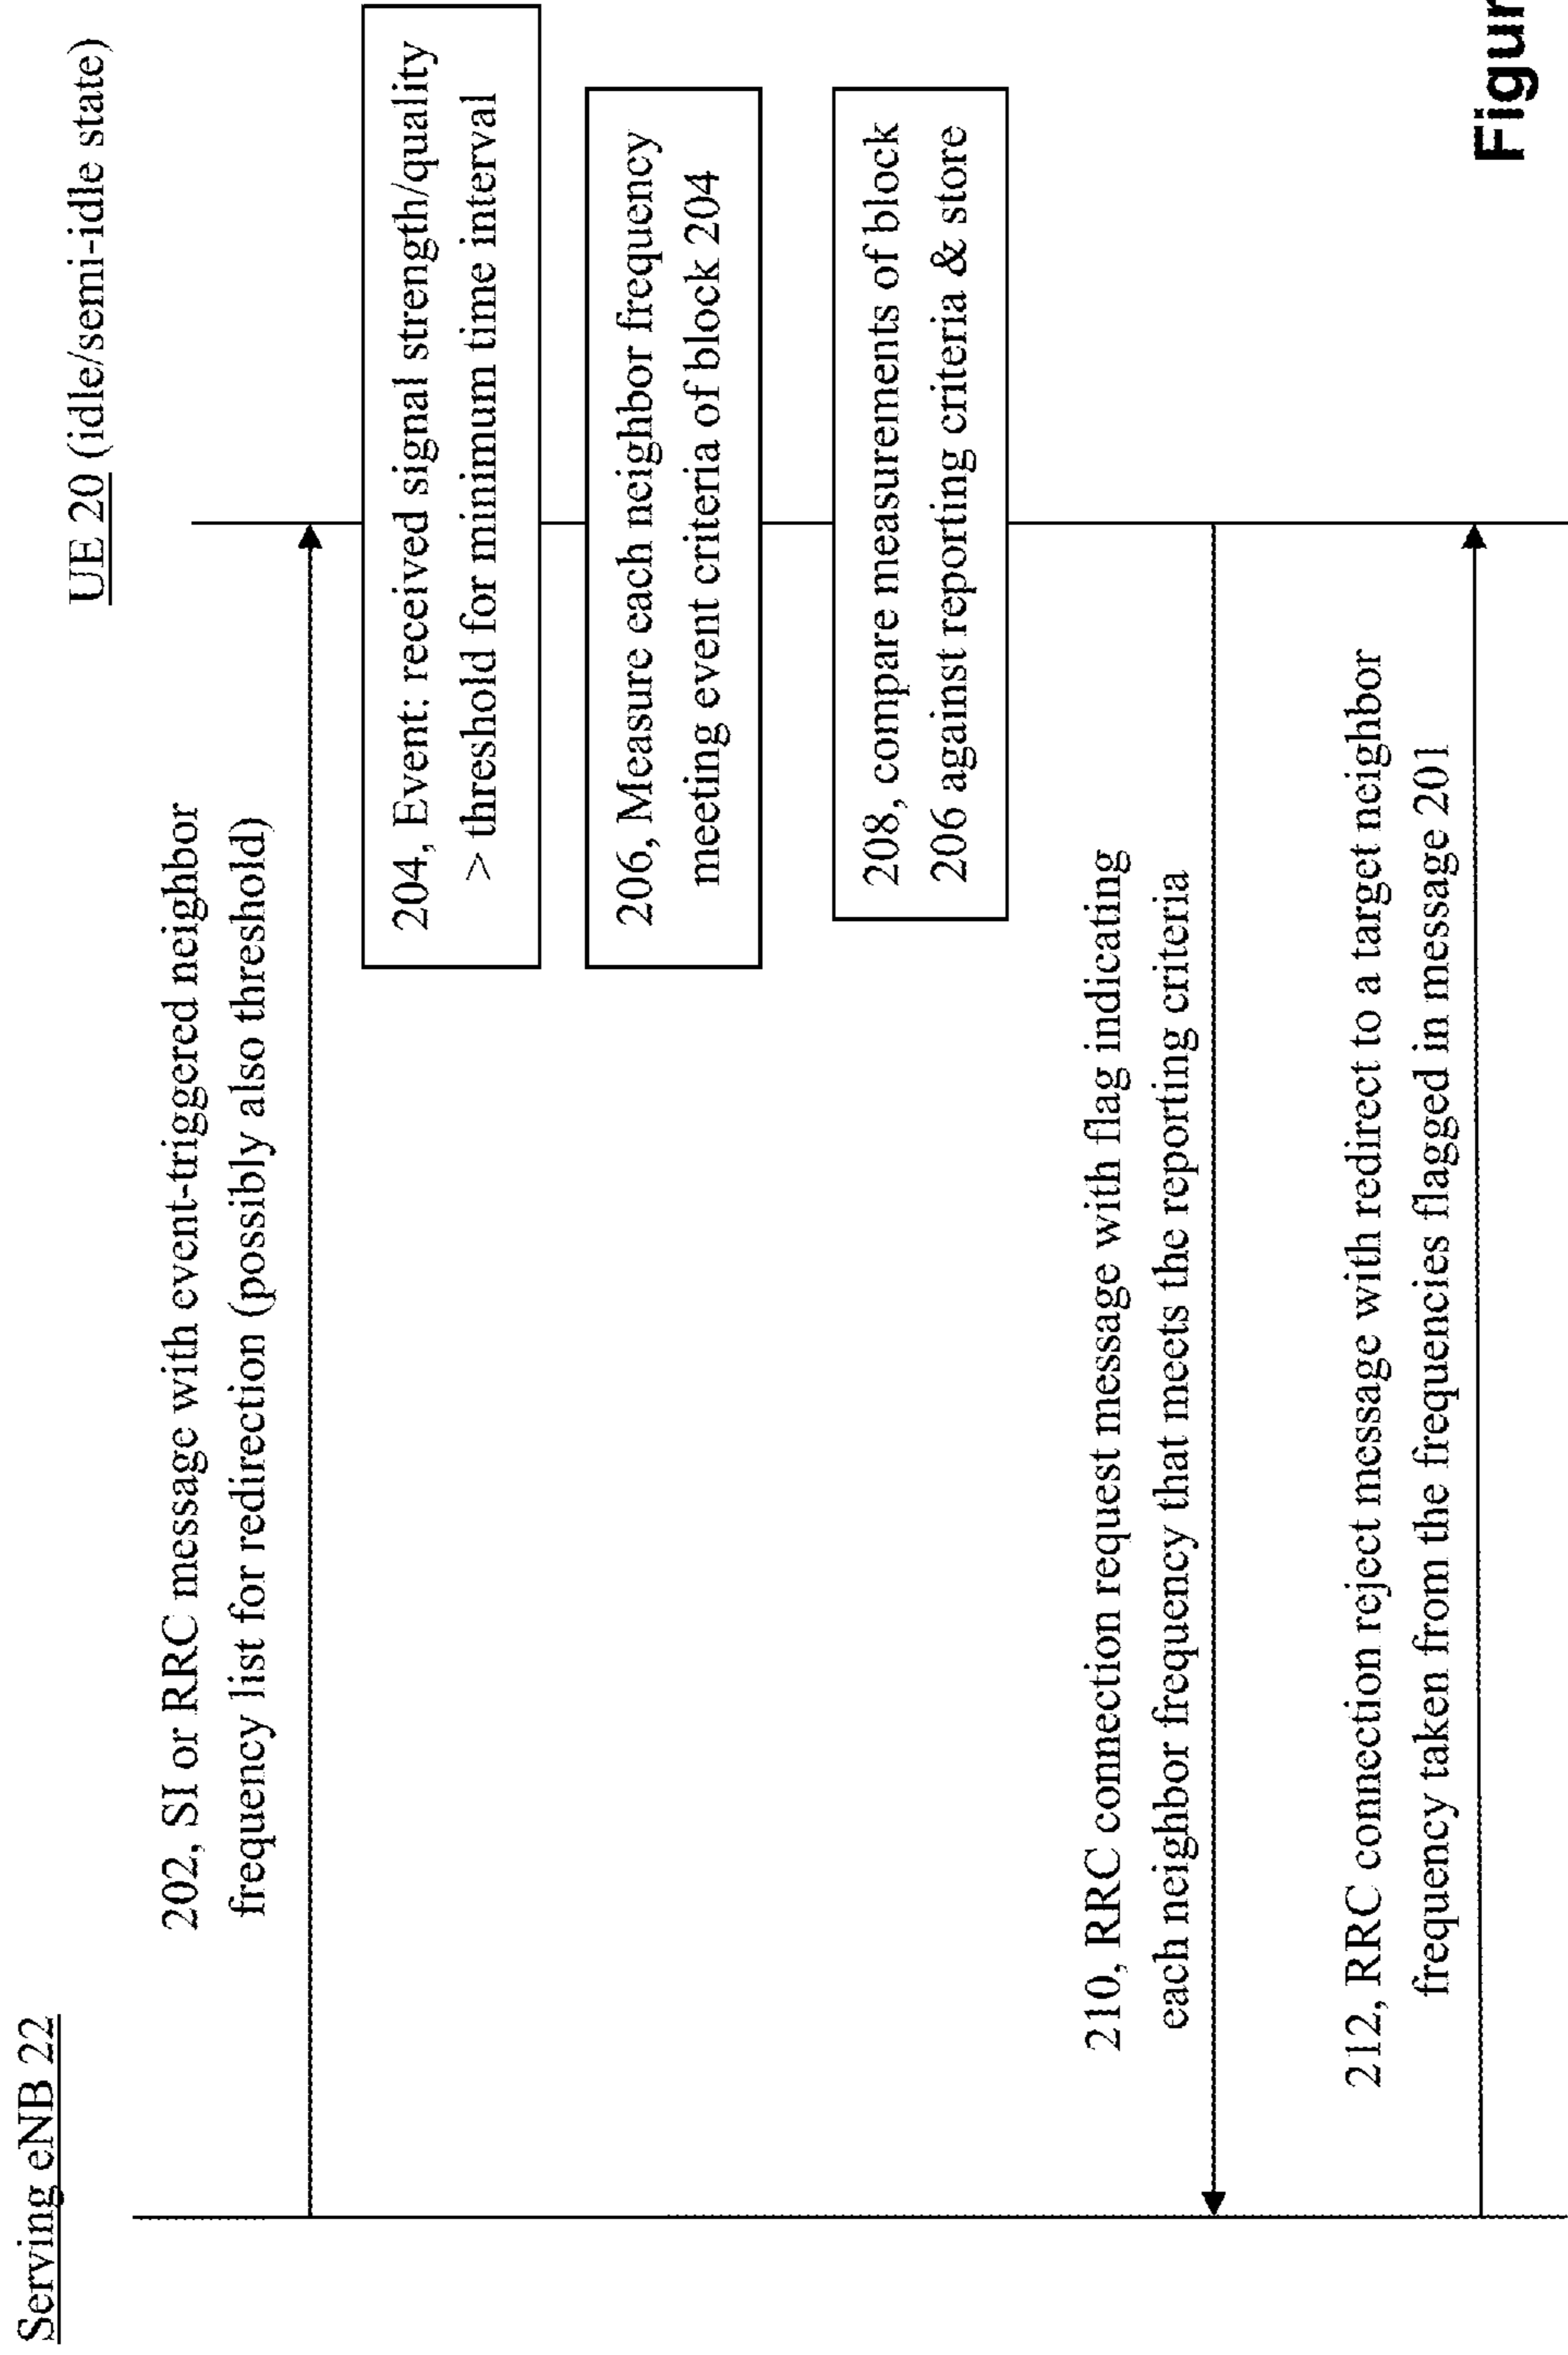 Serving eNB 22
UE 20 (idle/semi-idle state)
202, SI or RRC message with event-triggered neighbor
frequency list for redirection (possibly also threshold)
204, Event: received signal strength/quality
> threshold for minimum time interval
206, Measure each neighbor frequency
meeting event criteria of block 204
208, compare measurements of block
206 against reporting criteria & store
210, RRC connection request message with flag indicating
each neighbor frequency that meets the reporting criteria
212, RRC connection reject message with redirect to a target neighbor
frequency taken from the frequencies flagged in message 201
Figur